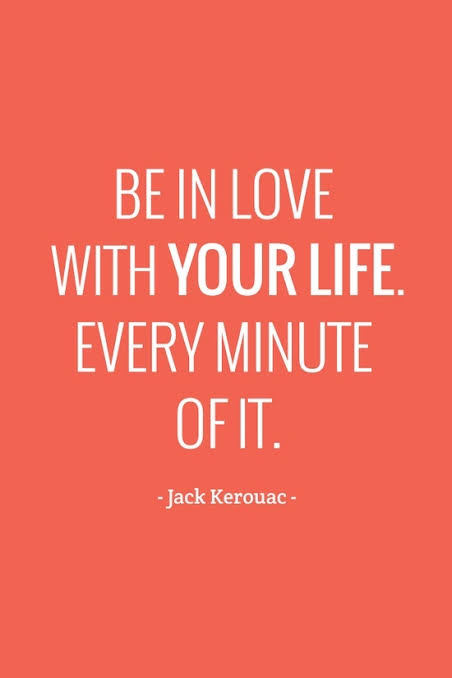 BE IN LOVE
WITH YOUR LIFE.
EVERY MINUTE
OF IT.
- Jack Kerouac -